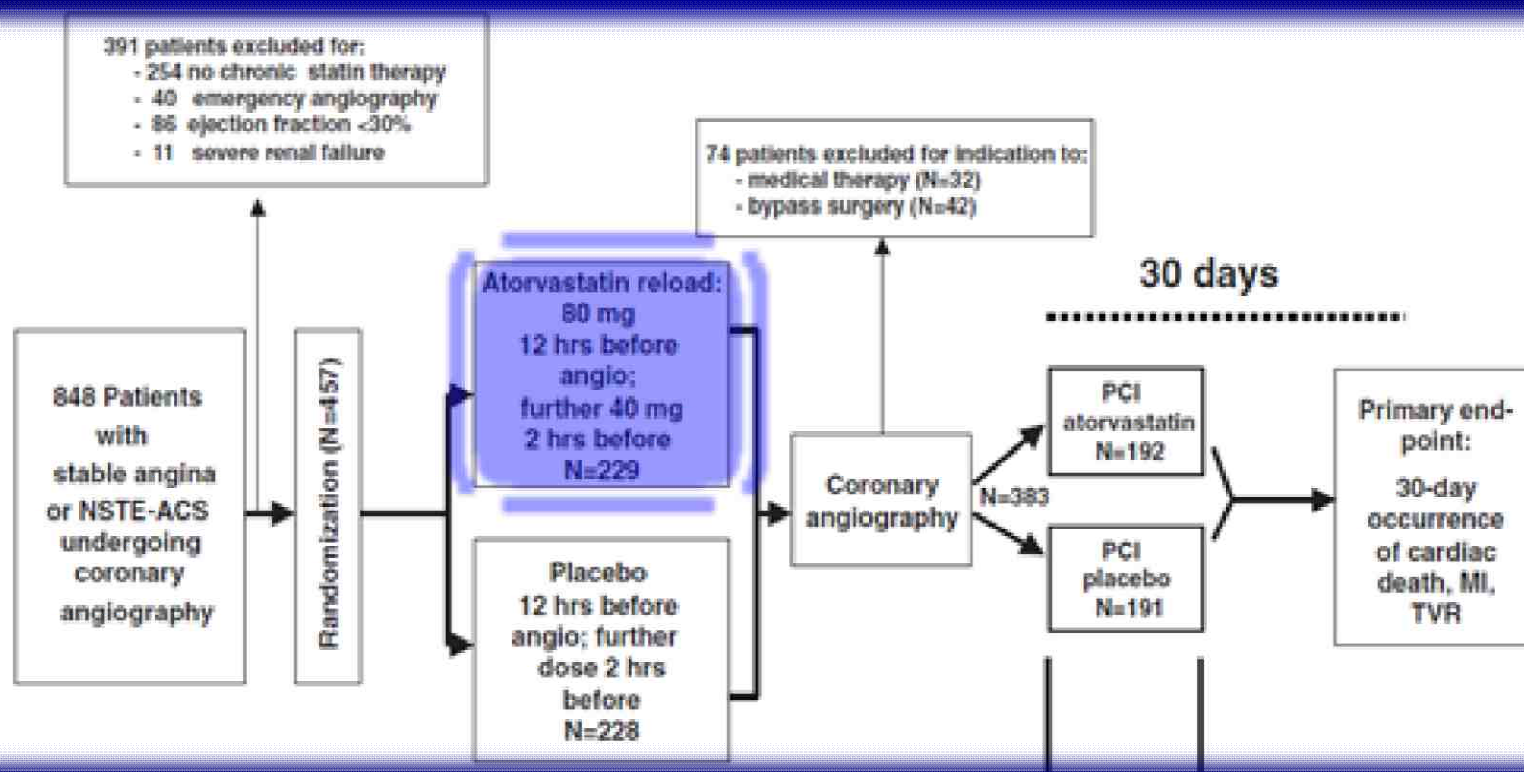 391 patients excluded for:
- 254 no chronic statin therapy
- 40 emergency angiography
- 86 ejection fraction <30%
- 11 severe renal failure
74 patients excluded for indication to:
- medical therapy (N=32)
- bypass surgery (N=42)
848 Patients
with
stable angina
or NSTE-ACS
undergoing
coronary
angiography
Randomization (N=457)
Atorvastatin reload:
80 mg
12 hrs before
angio;
further 40 mg
2 hrs before
N=229
Placebo
12 hrs before
angio; further
dose 2 hrs
before
N=228
Coronary
angiography
N=383
30 days
PCI
atorvastatin
N=192
PCI
placebo
N=191
Primary end-
point:
30-day
occurrence
of cardiac
death, MI,
TVR